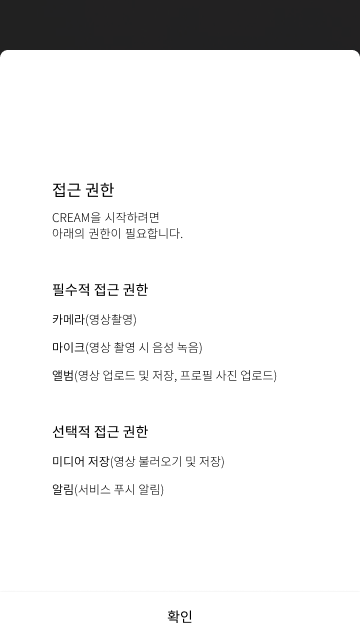 접근 권한
CREAM을 시작하려면
아래의 권한이 필요합니다.
필수적 접근 권한
카메라(영상촬영)
마이크(영상 촬영 시 음성 녹음)
앨범(영상 업로드 및 저장, 프로필 사진 업로드)
선택적 접근 권한
미디어 저장(영상 불러오기 및 저장)
알림(서비스 푸시 알림)
확인